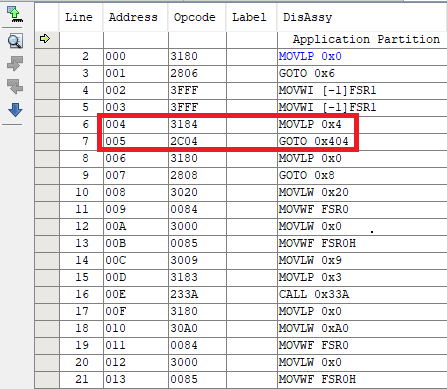 Line Address Opcode Label DisAssy
Application Partition
2 000 3180 MOVLP 0x0
3 001 2806 GOTO 0x6
4 002 3FFF MOVWI [-1]FSR1
5 003 3FFF MOVWI [-1]FSR1
6 004 3184 MOVLP 0x4
7 005 2C04 GOTO 0x404
8 006 3180 MOVLP 0x0
9 007 2808 GOTO 0x8
10 008 3020 MOVLW 0x20
11 009 0084 MOVWF FSR0
12 00A 3000 MOVLW 0x0
13 00B 0085 MOVWF FSR0H
14 00C 3009 MOVLW 0x9
15 00D 3183 MOVLP 0x3
16 00E 233A CALL 0x33A
17 00F 3180 MOVLP 0x0
18 010 30A0 MOVLW 0xA0
19 011 0084 MOVWF FSR0
20 012 3000 MOVLW 0x0
21 013 0085 MOVWF FSR0H